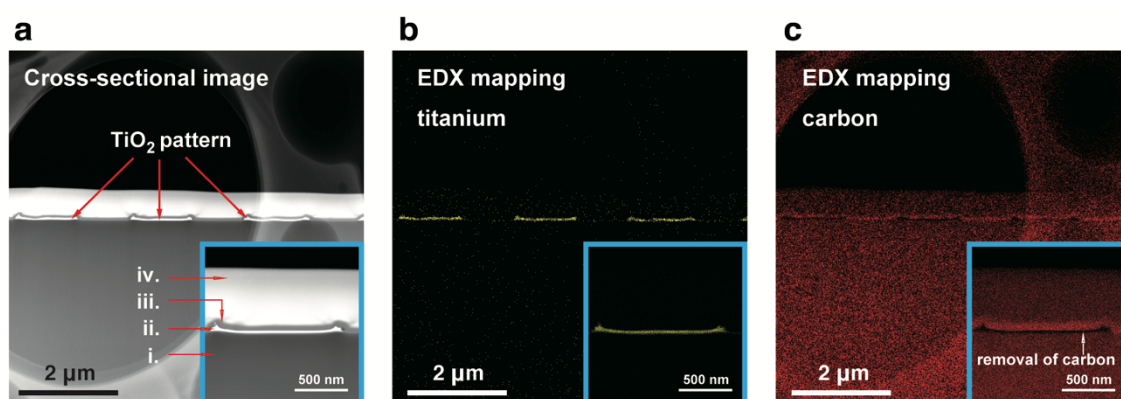 a
Cross-sectional image
TiO₂ pattern
iv.
iii.
ii.
i.
2 µm
500 nm
b
EDX mapping
titanium
2 µm
500 nm
c
EDX mapping
carbon
removal of carbon
2 µm
500 nm